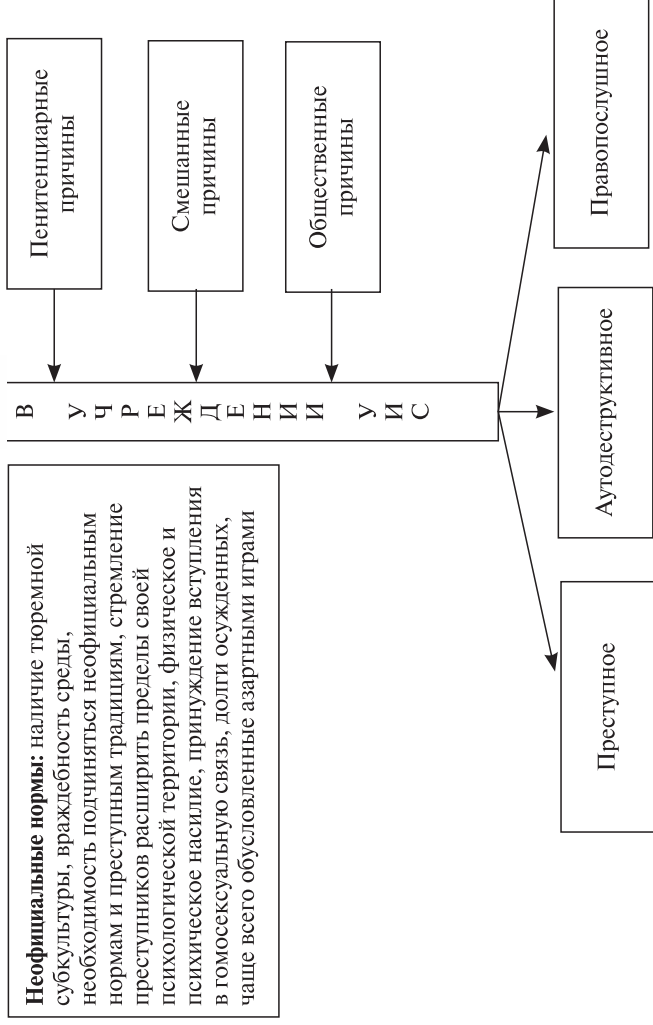 Неофициальные нормы: наличие тюремной
субкультуры, враждебность среды,
необходимость подчиняться неофициальным
нормам и преступным традициям, стремление
преступников расширить пределы своей
психологической территории, физическое и
психическое насилие, принуждение вступления
в гомосексуальную связь, долги осужденных,
чаще всего обусловленные азартными играми
В
У
Ч
Р
Е
Ж
Д
Е
Н
И
И
У
И
С
Пенитенциарные
причины
Смешанные
причины
Общественные
причины
Преступное
Аутодеструктивное
Правопослушное